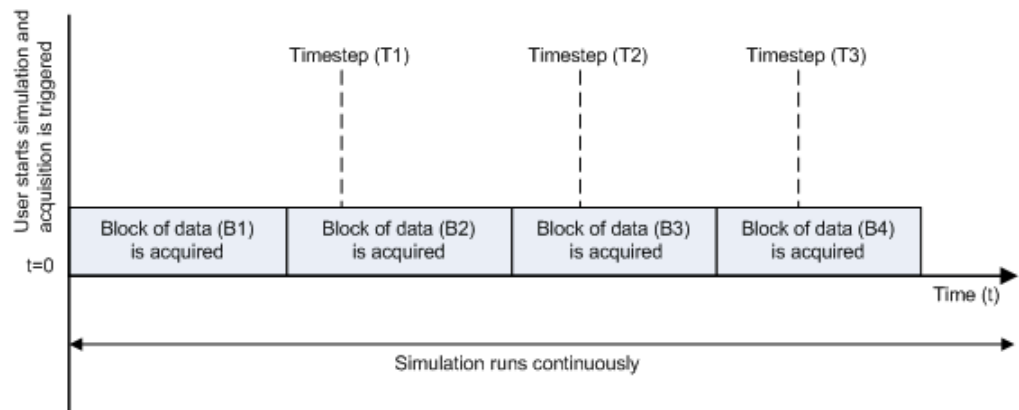 User starts simulation and
acquisition is triggered
Timestep (T1)
Timestep (T2)
Timestep (T3)
Block of data (B1)
is acquired
Block of data (B2)
is acquired
Block of data (B3)
is acquired
Block of data (B4)
is acquired
t=0
Time (t)
Simulation runs continuously